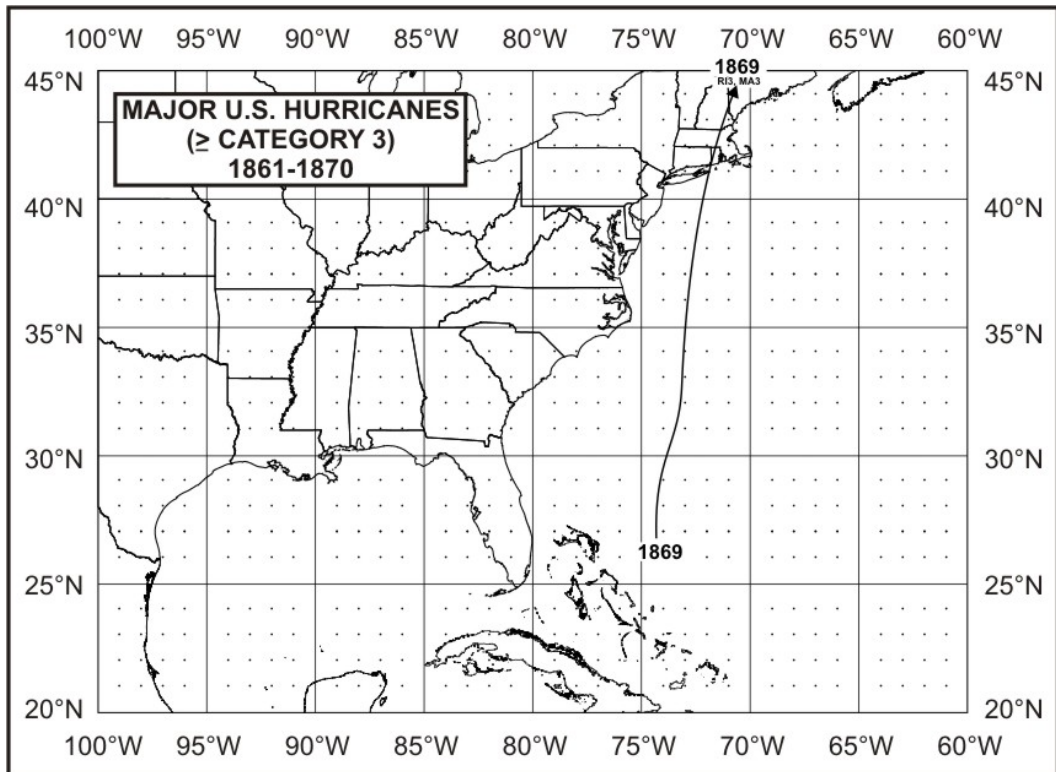 100°W 95°W 90°W 85°W 80°W 75°W 70°W 65°W 60°W
45°N 1869 45°N
RI3, MA3
MAJOR U.S. HURRICANES
(≥ CATEGORY 3)
1861-1870
40°N 40°N
35°N 35°N
30°N 30°N
1869
25°N 25°N
20°N 20°N
100°W 95°W 90°W 85°W 80°W 75°W 70°W 65°W 60°W